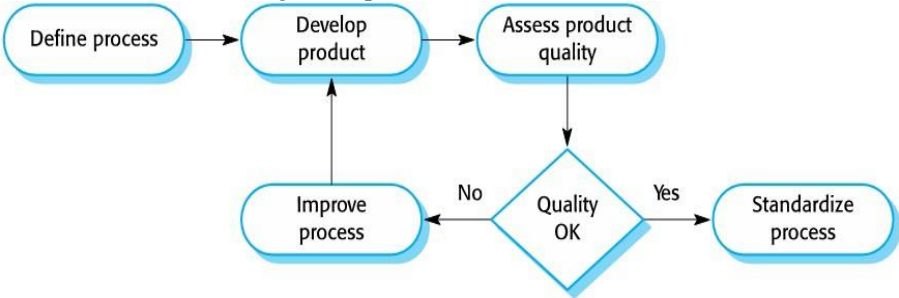 Define process
Develop
product
Assess product
quality
Improve
process
No
Quality
OK
Yes
Standardize
process